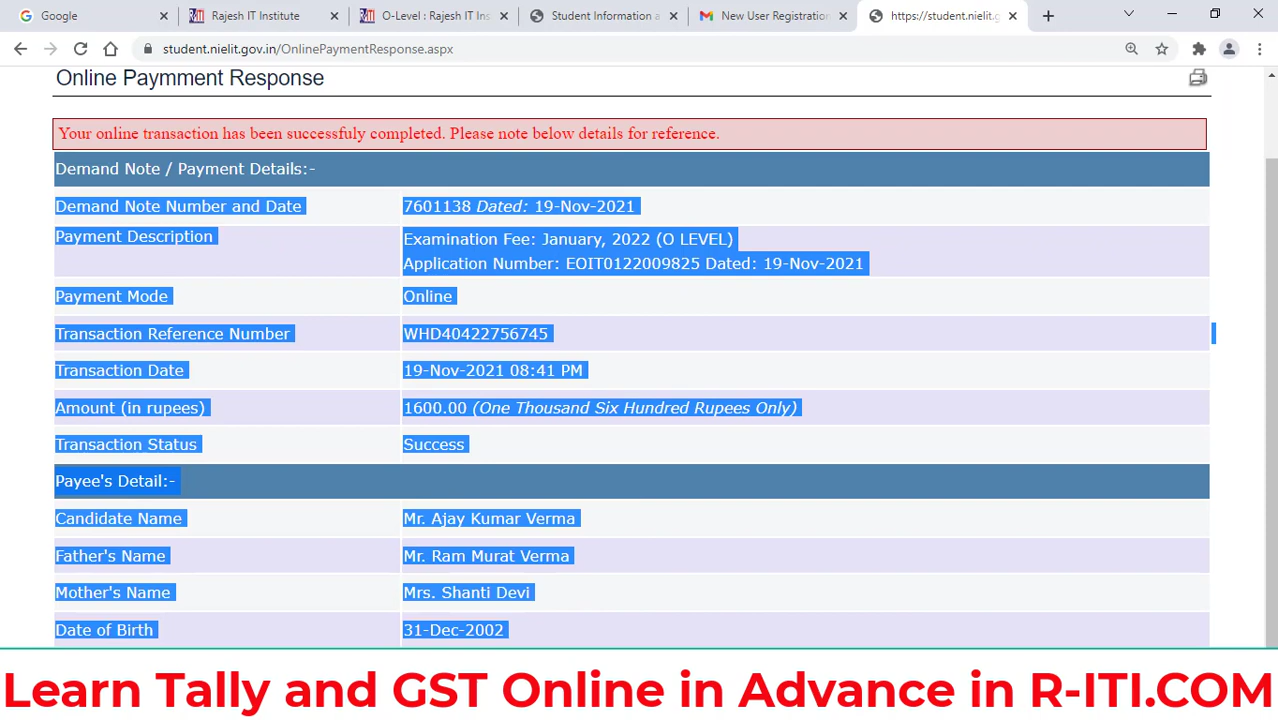 Google
Rajesh IT Institute
O-Level : Rajesh IT Ins
Student Information a
New User Registration
https://student.nielit.g
student.nielit.gov.in/OnlinePaymentResponse.aspx
Online Paymment Response
Your online transaction has been successfuly completed. Please note below details for reference.
Demand Note / Payment Details:-
Demand Note Number and Date 7601138 Dated: 19-Nov-2021
Payment Description Examination Fee: January, 2022 (O LEVEL)
Application Number: EOIT0122009825 Dated: 19-Nov-2021
Payment Mode Online
Transaction Reference Number WHD40422756745
Transaction Date 19-Nov-2021 08:41 PM
Amount (in rupees) 1600.00 (One Thousand Six Hundred Rupees Only)
Transaction Status Success
Payee's Detail:-
Candidate Name Mr. Ajay Kumar Verma
Father's Name Mr. Ram Murat Verma
Mother's Name Mrs. Shanti Devi
Date of Birth 31-Dec-2002
Learn Tally and GST Online in Advance in R-ITI.COM